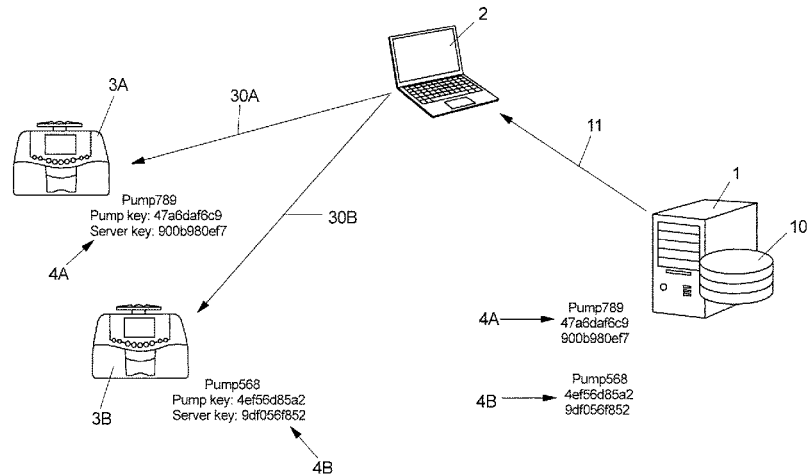 2
3A
30A
11
1
10
Pump789
Pump key: 47a6daf6c9
Server key: 900b980ef7
30B
4A
4A
Pump789
47a6daf6c9
900b980ef7
Pump568
Pump key: 4ef56d85a2
Server key: 9df056f852
3B
4B
4B
Pump568
4ef56d85a2
9df056f852